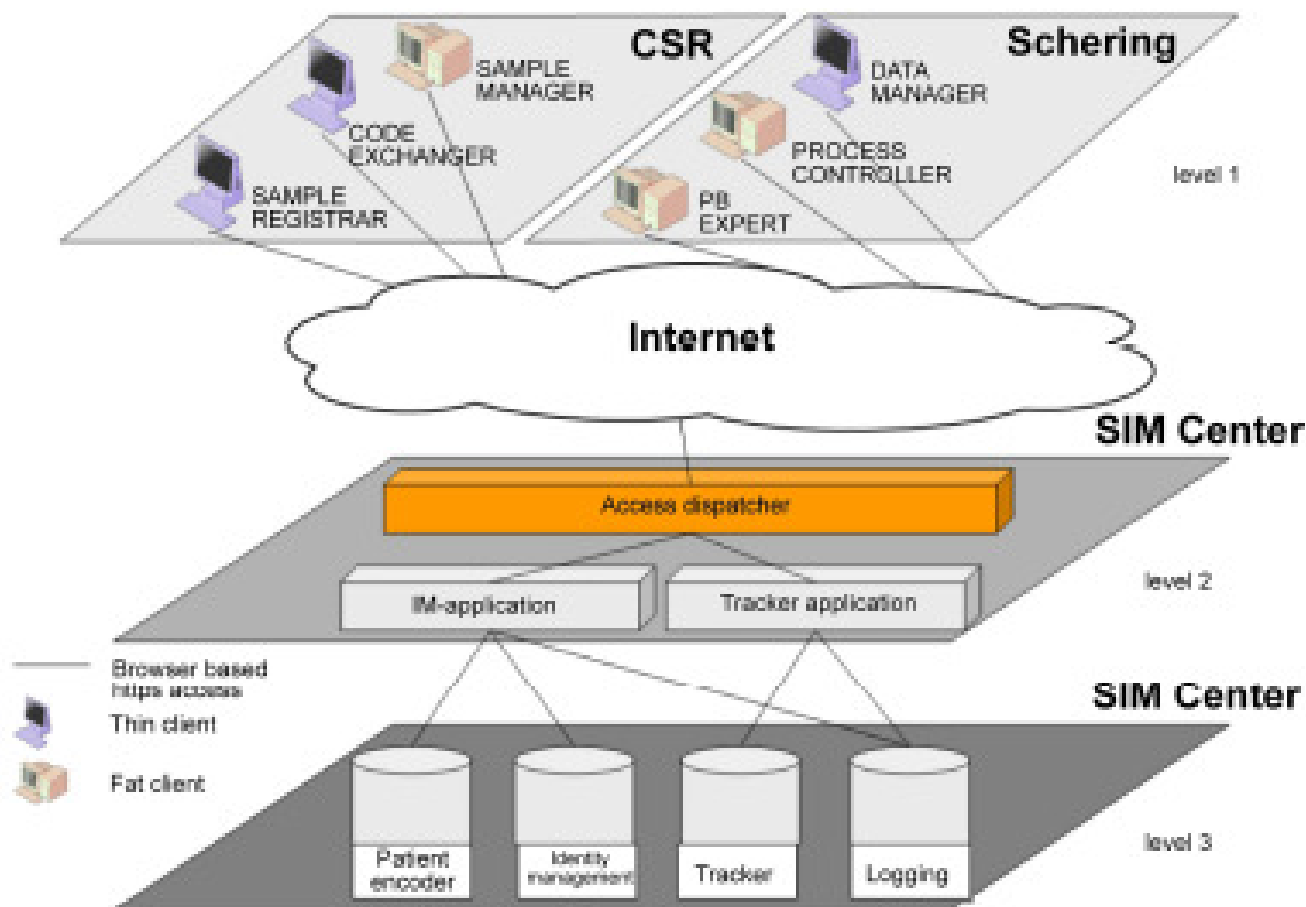 CSR
Schering
SAMPLE
MANAGER
DATA
MANAGER
CODE
EXCHANGER
PROCESS
CONTROLLER
level 1
SAMPLE
REGISTRAR
PB
EXPERT
Internet
SIM Center
Access dispatcher
level 2
IM-application
Tracker application
Browser based
https access
SIM Center
Thin client
Fat client
level 3
Patient
encoder
Identity
management
Tracker
Logging